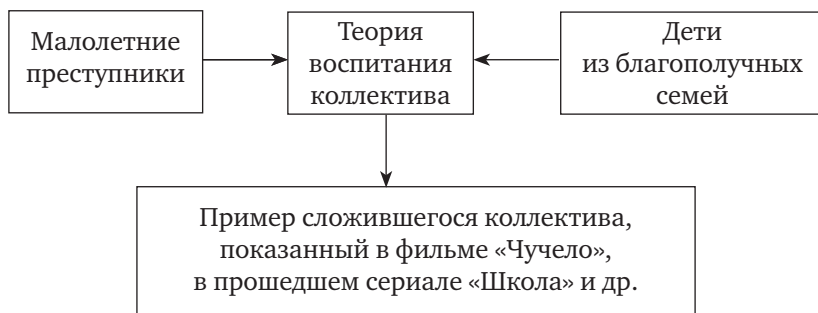 Малолетние
преступники
Теория
воспитания
коллектива
Дети
из благополучных
семей
Пример сложившегося коллектива,
показанный в фильме «Чучело»,
в прошедшем сериале «Школа» и др.